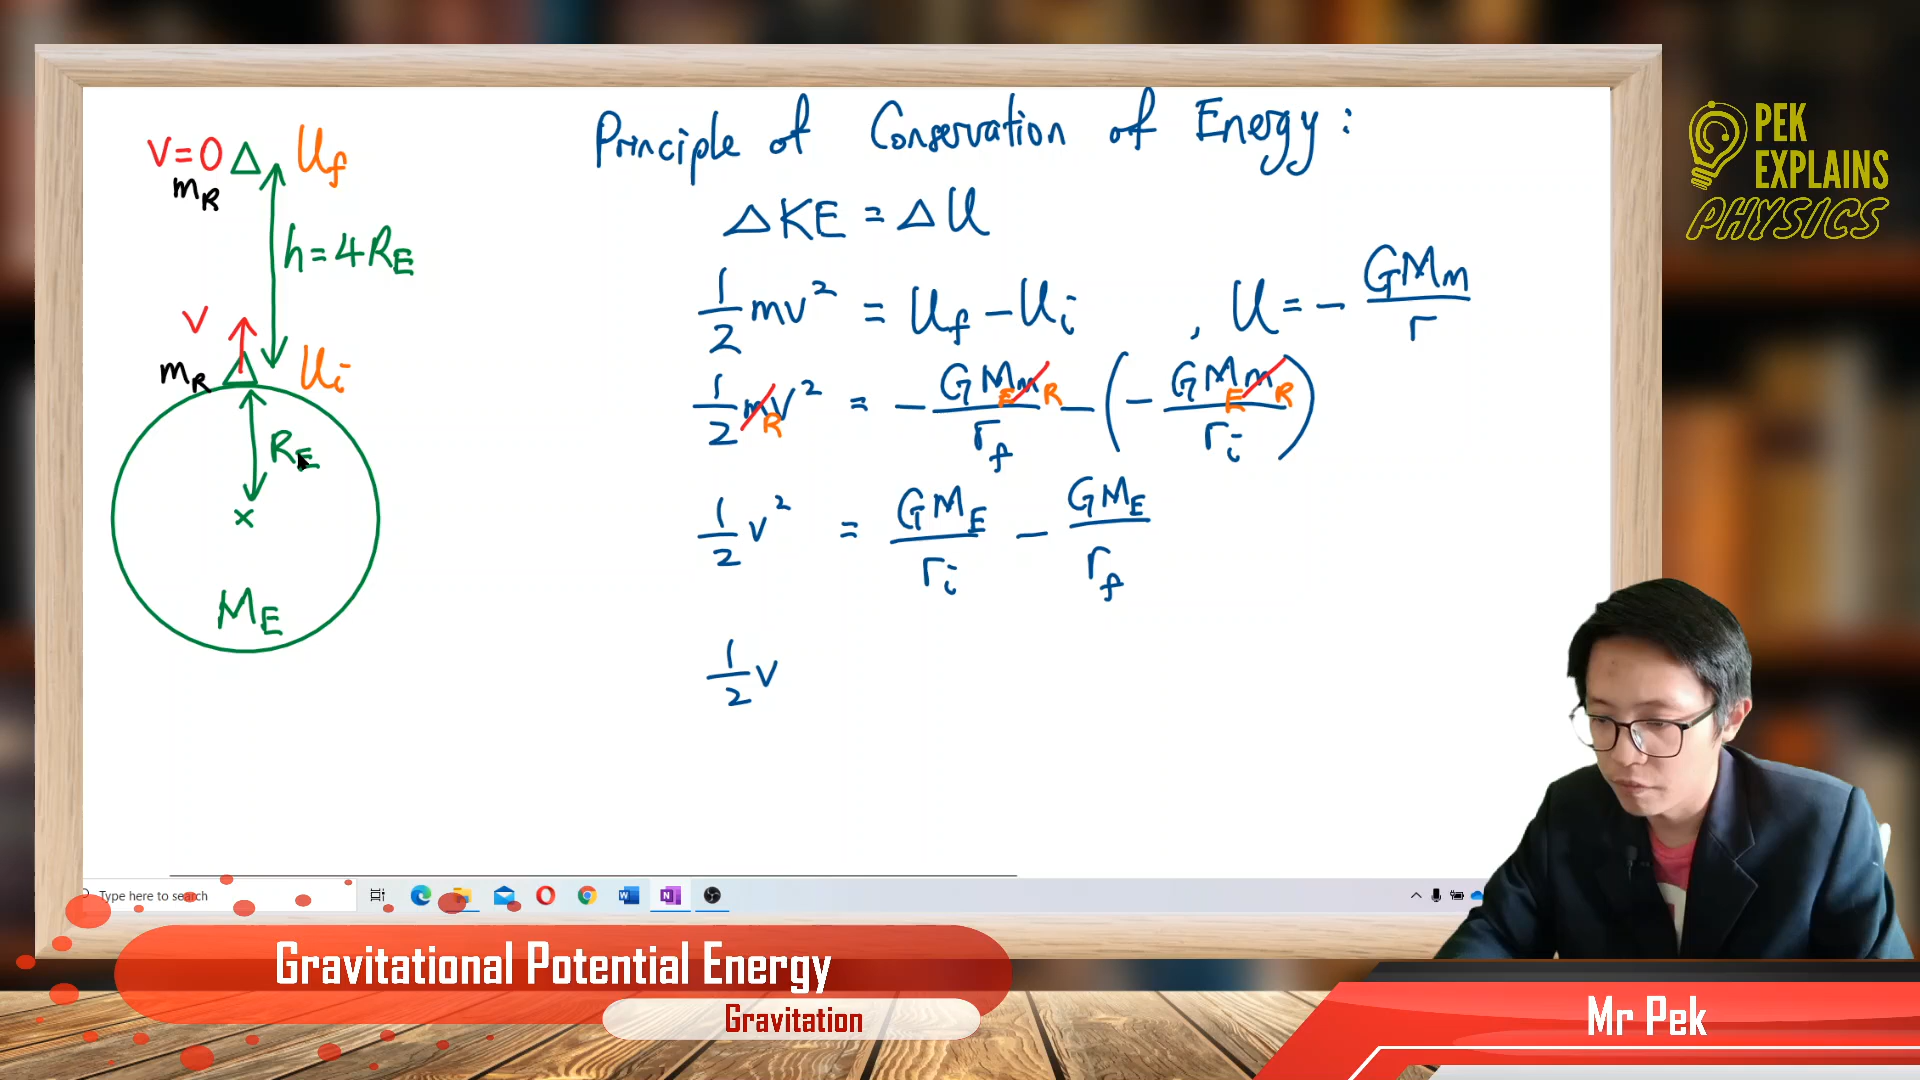 Principle of Conservation of Energy :
ΔKE = ΔU
1/2 mv² = U_f - U_i , U = - GMm/r
1/2 m_R v² = - GM_E m_R/r_f - (- GM_E m_R/r_i)
1/2 v² = GM_E/r_i - GM_E/r_f
1/2 v
v=0 Δ U_f
m_R
h=4R_E
v
m_R U_i
R_E
×
M_E
PEK
EXPLAINS
PHYSICS
Type here to search
Gravitational Potential Energy
Gravitation
Mr Pek